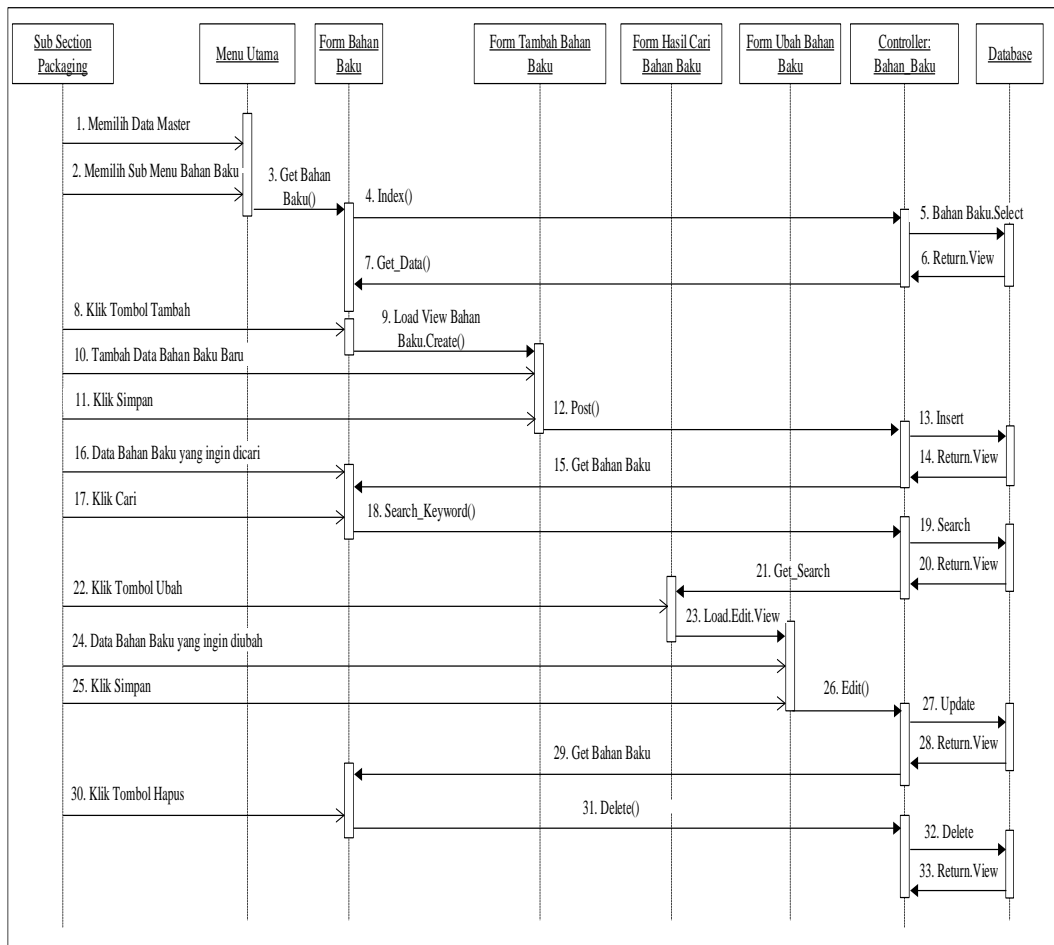 Sub Section
Packaging
Menu Utama
Form Bahan
Baku
Form Tambah Bahan
Baku
Form Hasil Cari
Bahan Baku
Form Ubah Bahan
Baku
Controller:
Bahan_Baku
Database
1. Memilih Data Master
2. Memilih Sub Menu Bahan Baku
3. Get Bahan
Baku()
4. Index()
5. Bahan Baku.Select
6. Return.View
7. Get_Data()
8. Klik Tombol Tambah
9. Load View Bahan
Baku.Create()
10. Tambah Data Bahan Baku Baru
11. Klik Simpan
12. Post()
13. Insert
14. Return.View
15. Get Bahan Baku
16. Data Bahan Baku yang ingin dicari
17. Klik Cari
18. Search_Keyword()
19. Search
20. Return.View
21. Get_Search
22. Klik Tombol Ubah
23. Load.Edit.View
24. Data Bahan Baku yang ingin diubah
25. Klik Simpan
26. Edit()
27. Update
28. Return.View
29. Get Bahan Baku
30. Klik Tombol Hapus
31. Delete()
32. Delete
33. Return.View